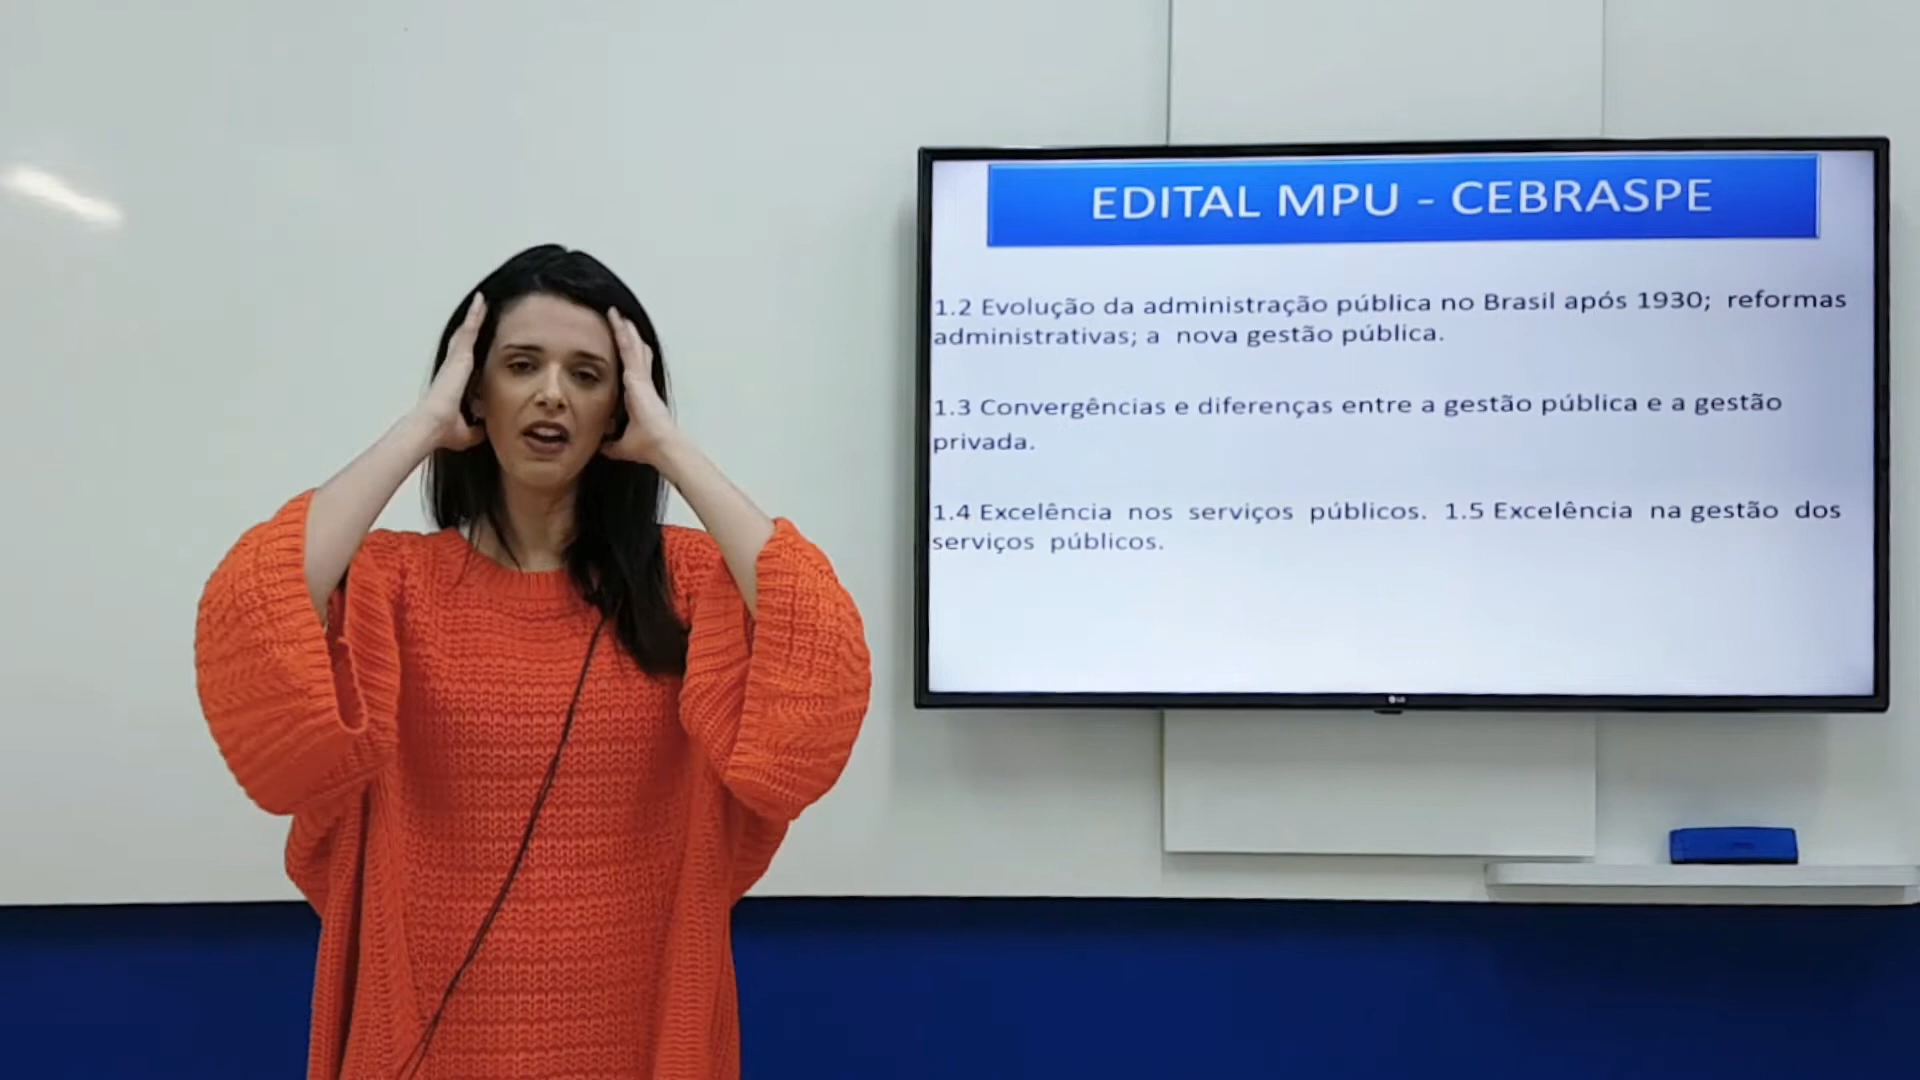 EDITAL MPU - CEBRASPE
1.2 Evolução da administração pública no Brasil após 1930; reformas
administrativas; a nova gestão pública.
1.3 Convergências e diferenças entre a gestão pública e a gestão
privada.
1.4 Excelência nos serviços públicos. 1.5 Excelência na gestão dos
serviços públicos.
LG